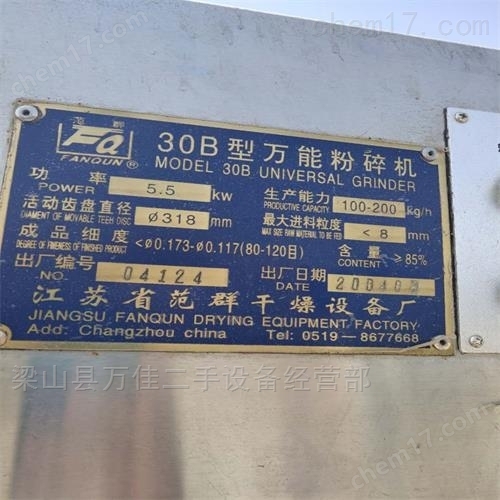 范群
FQ
FANQUN ®
30B型万能粉碎机
MODEL 30B UNIVERSAL GRINDER
功率 5.5 kw
POWER
生产能力 100-200 kg/h
PRODUCTIVE CAPACITY
活动齿盘直径 Ø318 mm
DIAMENT OF MOVABLE TEEH DISC
最大进料粒度 <8 mm
MAX SIZE RAW MATERIAL TO BE FEED
成品细度 <Ø0.173-Ø0.117(80-120目)
DEGREE OF FINENESS OF FINISHED PRODUCT
含量 ≥85%
CONTAIN
出厂编号 04124
NO.
出厂日期
DATE
江苏省范群干燥设备厂
JIANGSU FANQUN DRYING EQUIPMENT FACTORY
Add: Changzhou china Tel: 0519-8677668
梁山县万佳二手设备经营部
chem17.com